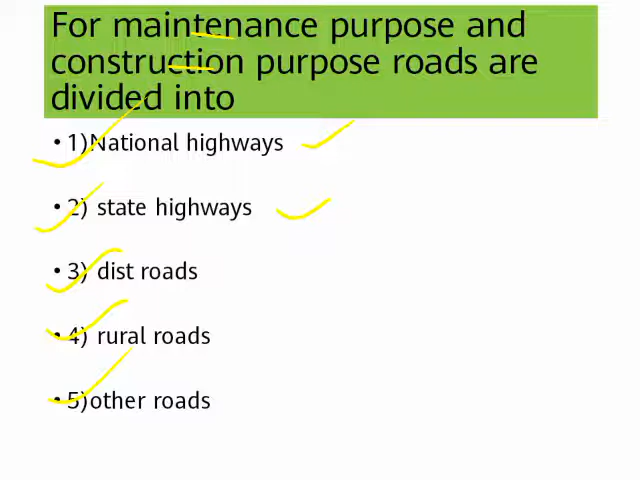 For maintenance purpose and
construction purpose roads are
divided into
• 1)National highways
• 2) state highways
• 3) dist roads
• 4) rural roads
• 5)other roads